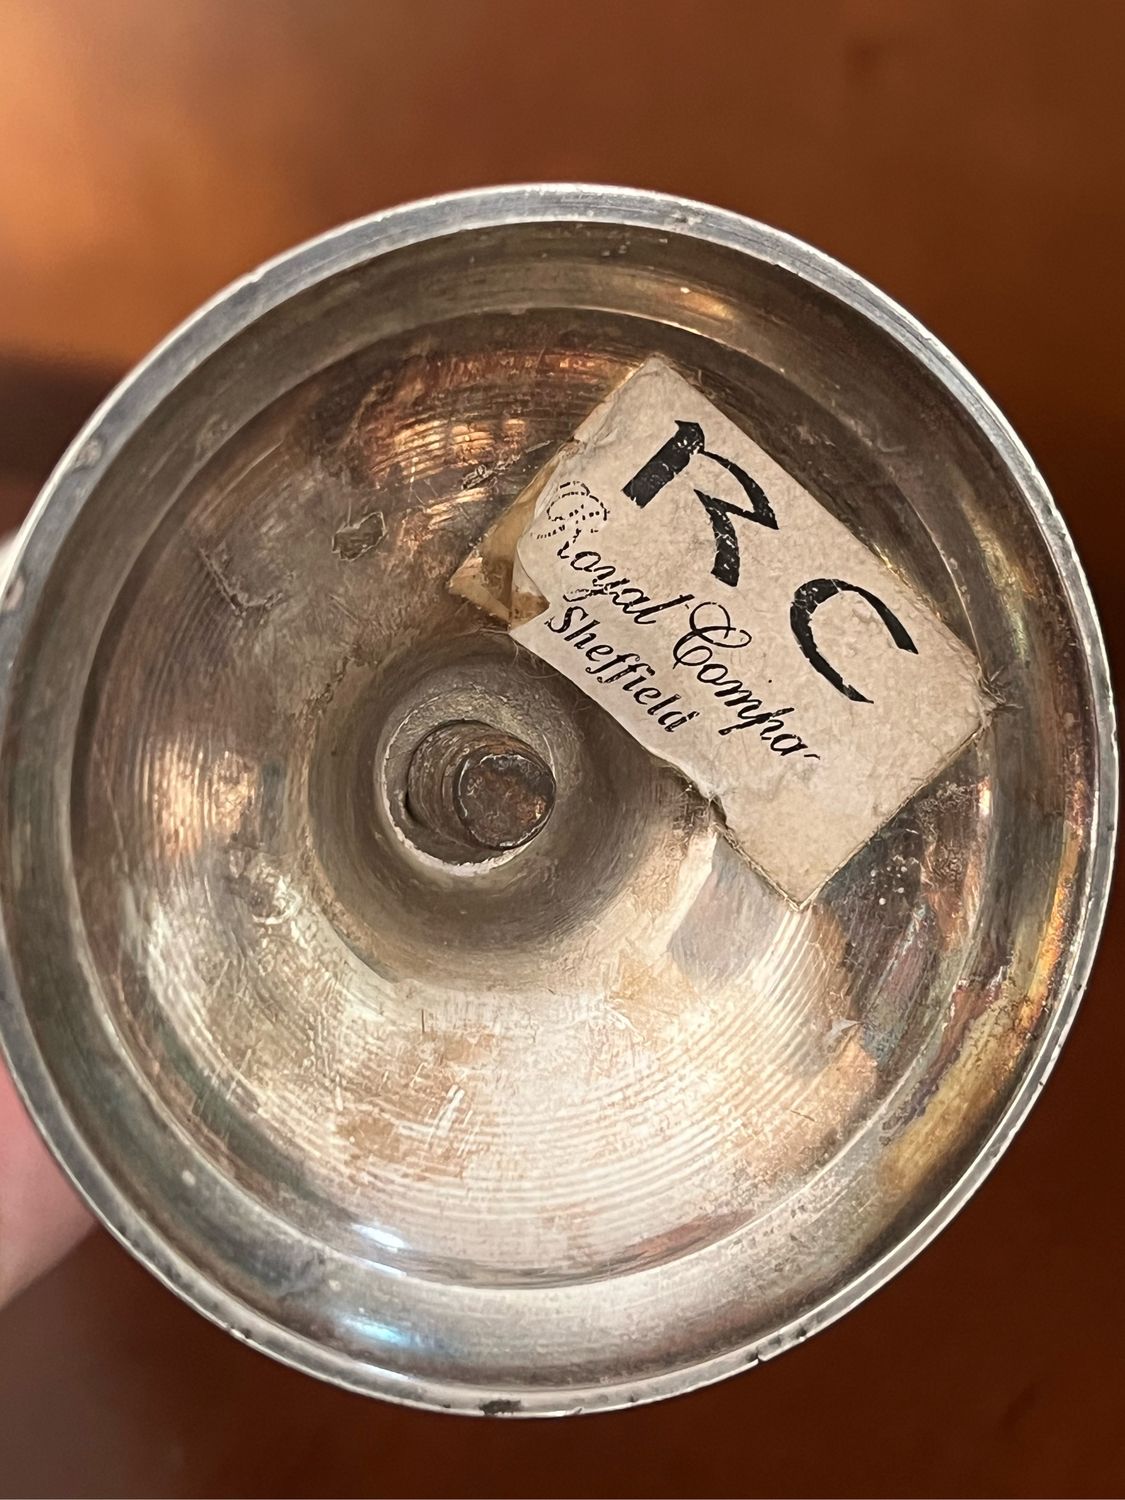 RC
Royal Compa
Sheffield